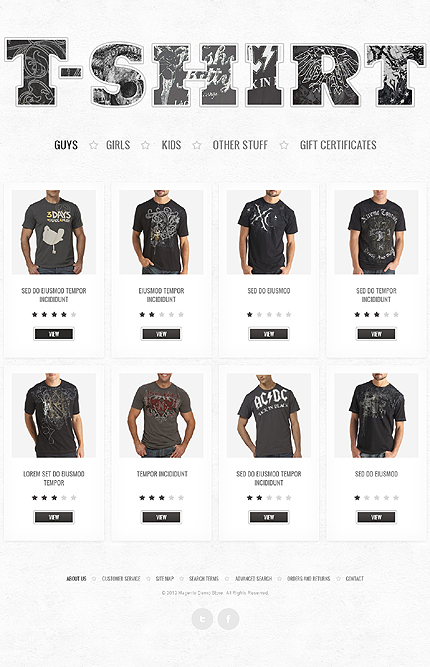 T-SHIRT
GUYS GIRLS KIDS OTHER STUFF GIFT CERTIFICATES
3 DAYS
AC/DC
BACK IN BLACK
SED DO EIUSMOD TEMPOR
INCIDIDUNT
VIEW
EIUSMOD TEMPOR
INCIDIDUNT
VIEW
SED DO EIUSMOD
VIEW
SED DO TEMPOR
INCIDIDUNT
VIEW
LOREM SET DO EIUSMOD
TEMPOR
VIEW
TEMPOR INCIDIDUNT
VIEW
SED DO EIUSMOD TEMPOR
INCIDIDUNT
VIEW
SED DO EIUSMOD
VIEW
ABOUT US CUSTOMER SERVICE SITE MAP SEARCH TERMS ADVANCED SEARCH ORDERS AND RETURNS CONTACT
© 2012 Magento Demo Store. All Rights Reserved.